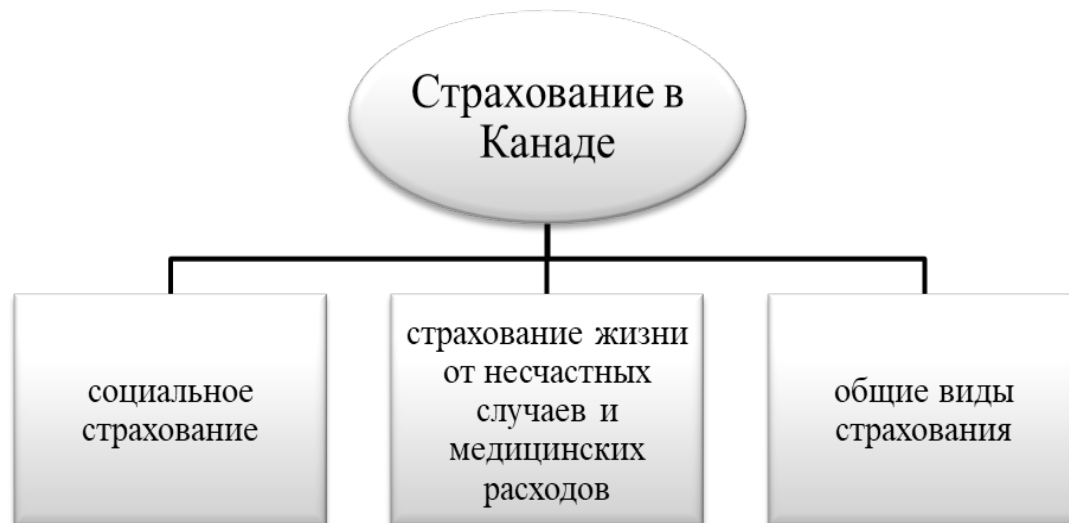 Страхование в
Канаде
социальное
страхование
страхование жизни
от несчастных
случаев и
медицинских
расходов
общие виды
страхования